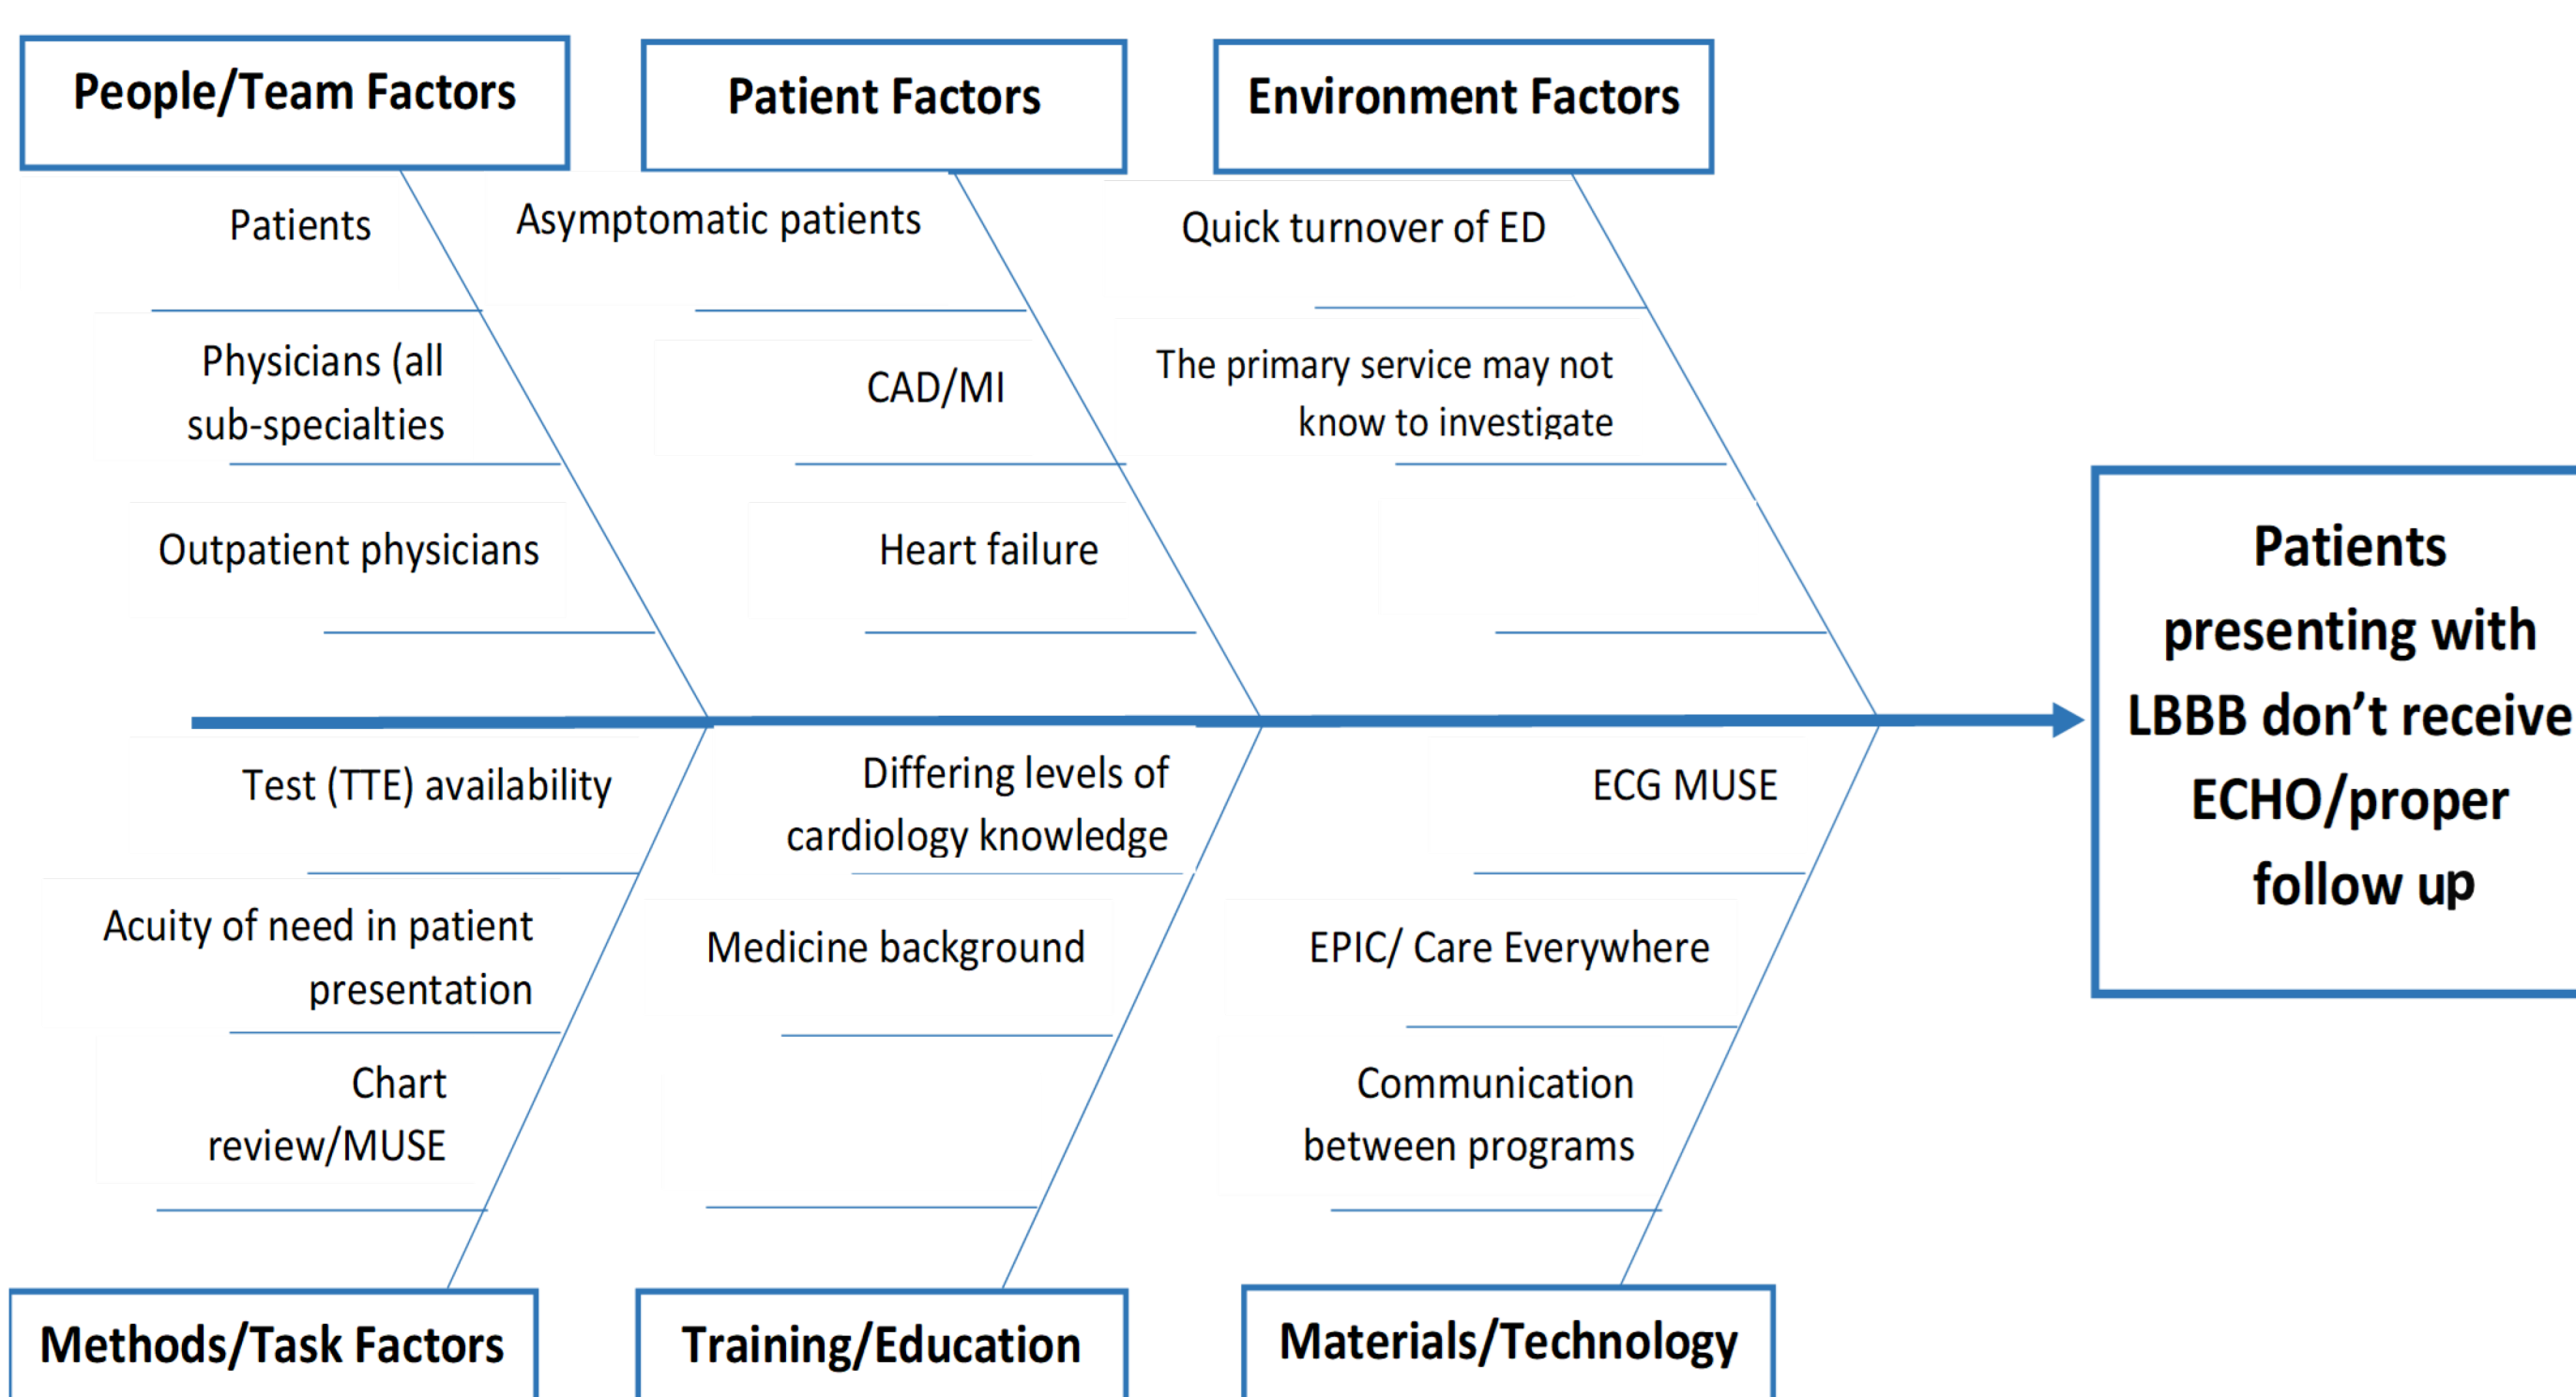 People/Team Factors
Patient Factors
Environment Factors
Patients
Physicians (all
sub-specialties
Outpatient physicians
Asymptomatic patients
CAD/MI
Heart failure
Quick turnover of ED
The primary service may not
know to investigate
Patients
presenting with
LBBB don’t receive
ECHO/proper
follow up
Test (TTE) availability
Acuity of need in patient
presentation
Chart
review/MUSE
Differing levels of
cardiology knowledge
Medicine background
ECG MUSE
EPIC/ Care Everywhere
Communication
between programs
Methods/Task Factors
Training/Education
Materials/Technology